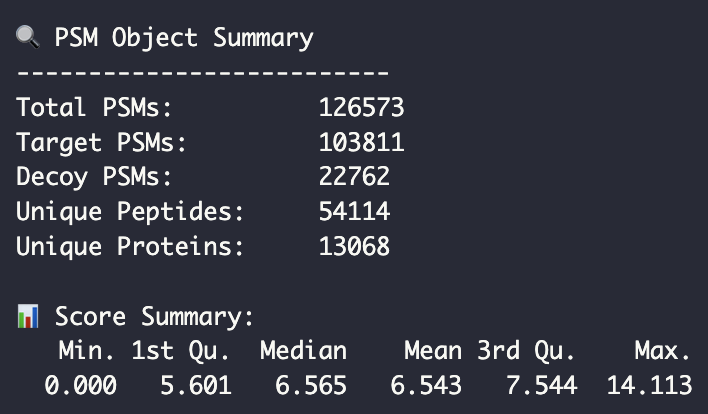 🔍 PSM Object Summary
--------------------------
Total PSMs:          126573
Target PSMs:         103811
Decoy PSMs:          22762
Unique Peptides:     54114
Unique Proteins:     13068
📊 Score Summary:
   Min. 1st Qu.  Median    Mean 3rd Qu.    Max.
  0.000   5.601   6.565   6.543   7.544  14.113